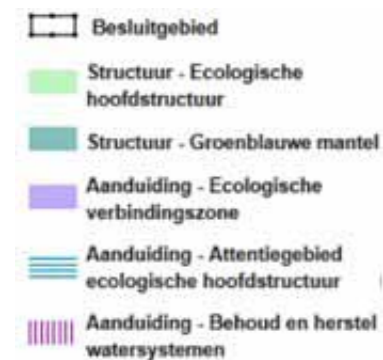 Besluitgebied
Structuur - Ecologische
hoofdstructuur
Structuur - Groenblauwe mantel
Aanduiding - Ecologische
verbindingszone
Aanduiding - Attentiegebied
ecologische hoofdstructuur
Aanduiding - Behoud en herstel
watersystemen